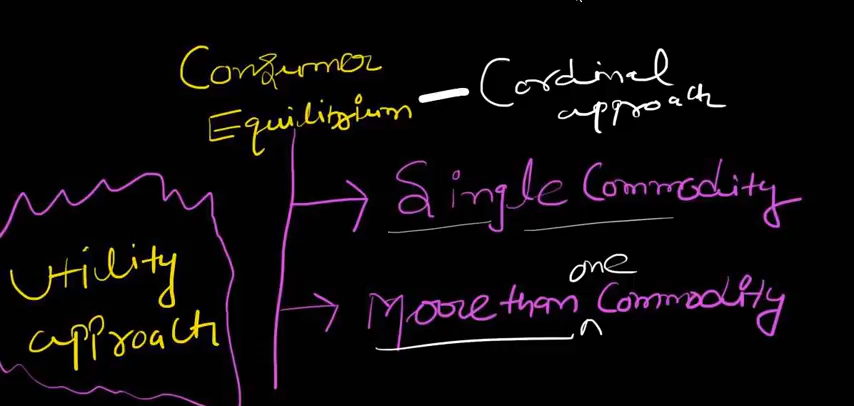 Consumer
Equilibrium — Cardinal
approach
→ Single Commodity
one
→ More than ^ Commodity
Utility
approach